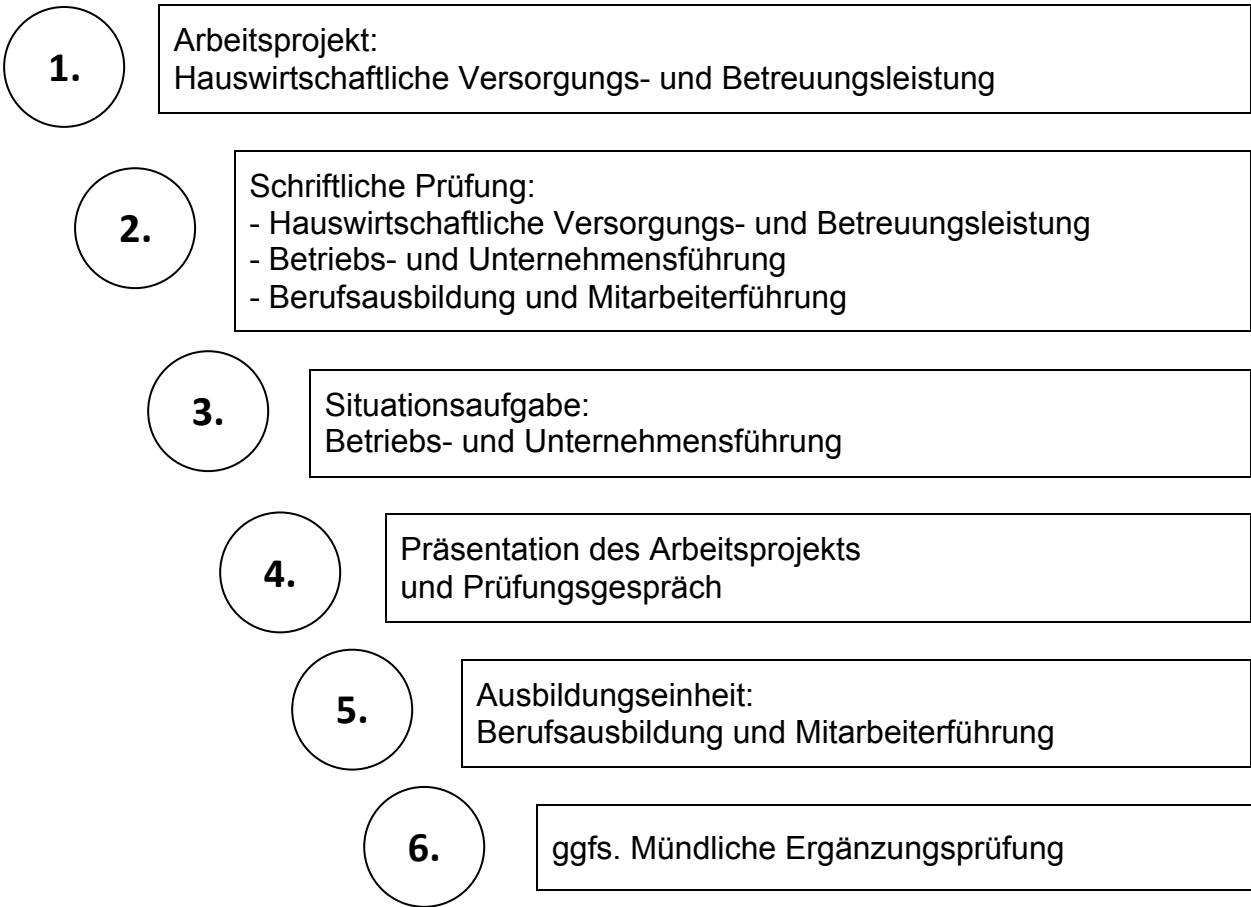 1.
Arbeitsprojekt:
Hauswirtschaftliche Versorgungs- und Betreuungsleistung
2.
Schriftliche Prüfung:
- Hauswirtschaftliche Versorgungs- und Betreuungsleistung
- Betriebs- und Unternehmensführung
- Berufsausbildung und Mitarbeiterführung
3.
Situationsaufgabe:
Betriebs- und Unternehmensführung
4.
Präsentation des Arbeitsprojekts
und Prüfungsgespräch
5.
Ausbildungseinheit:
Berufsausbildung und Mitarbeiterführung
6.
ggfs. Mündliche Ergänzungsprüfung